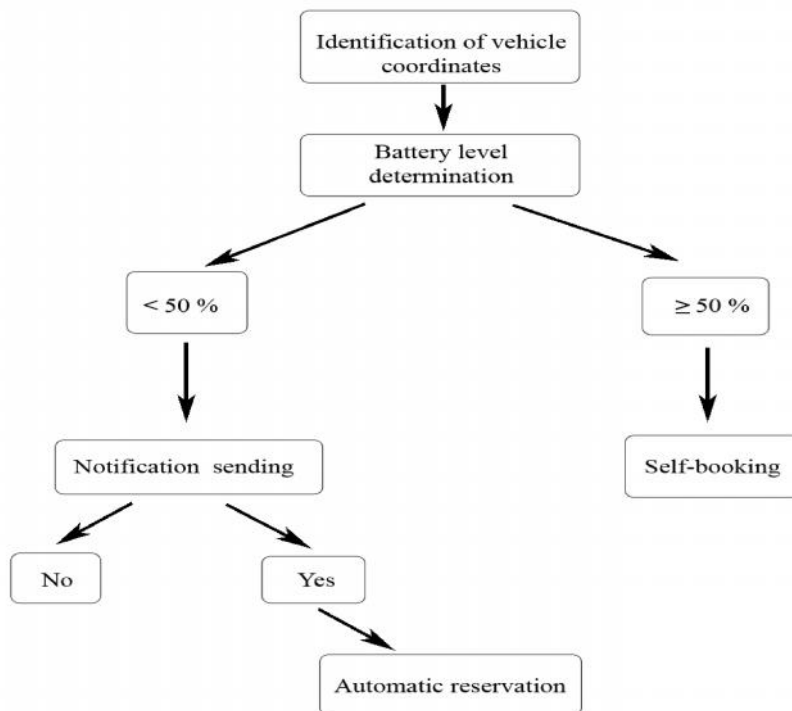 Identification of vehicle
coordinates
Battery level
determination
< 50 %
≥ 50 %
Notification sending
Self-booking
No
Yes
Automatic reservation